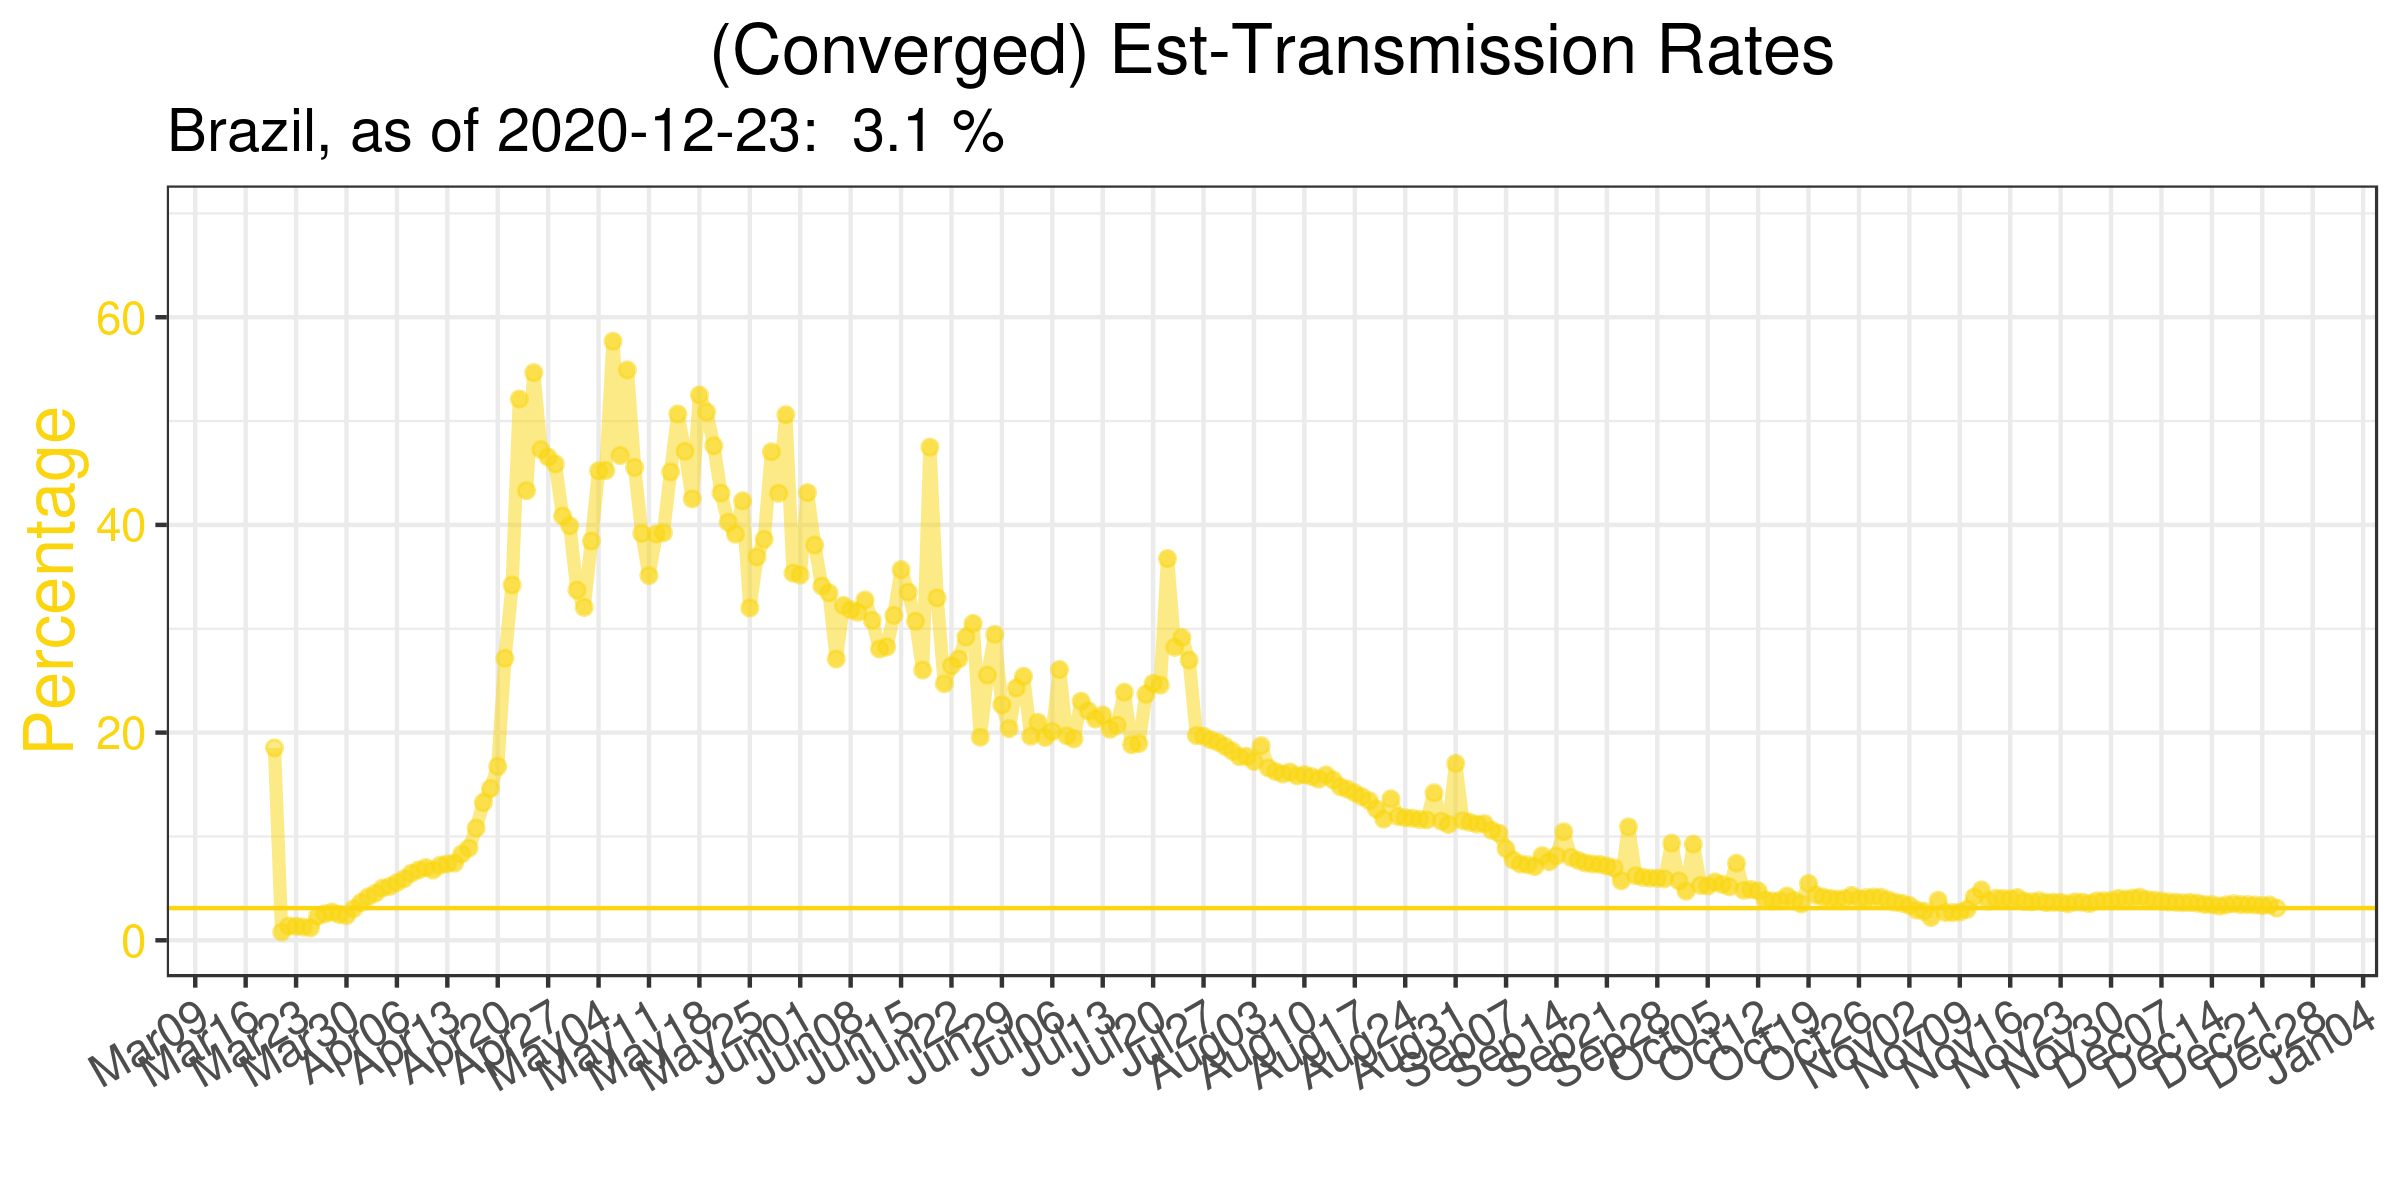 (Converged) Est-Transmission Rates
Brazil, as of 2020-12-23:  3.1 %
Percentage
60
40
20
0
Mar09
Mar16
Mar23
Mar30
Apr06
Apr13
Apr20
Apr27
May04
May11
May18
May25
Jun01
Jun08
Jun15
Jun22
Jun29
Jul06
Jul13
Jul20
Jul27
Aug03
Aug10
Aug17
Aug24
Aug31
Sep07
Sep14
Sep21
Sep28
Oct05
Oct12
Oct19
Oct26
Nov02
Nov09
Nov16
Nov23
Nov30
Dec07
Dec14
Dec21
Dec28
Jan04